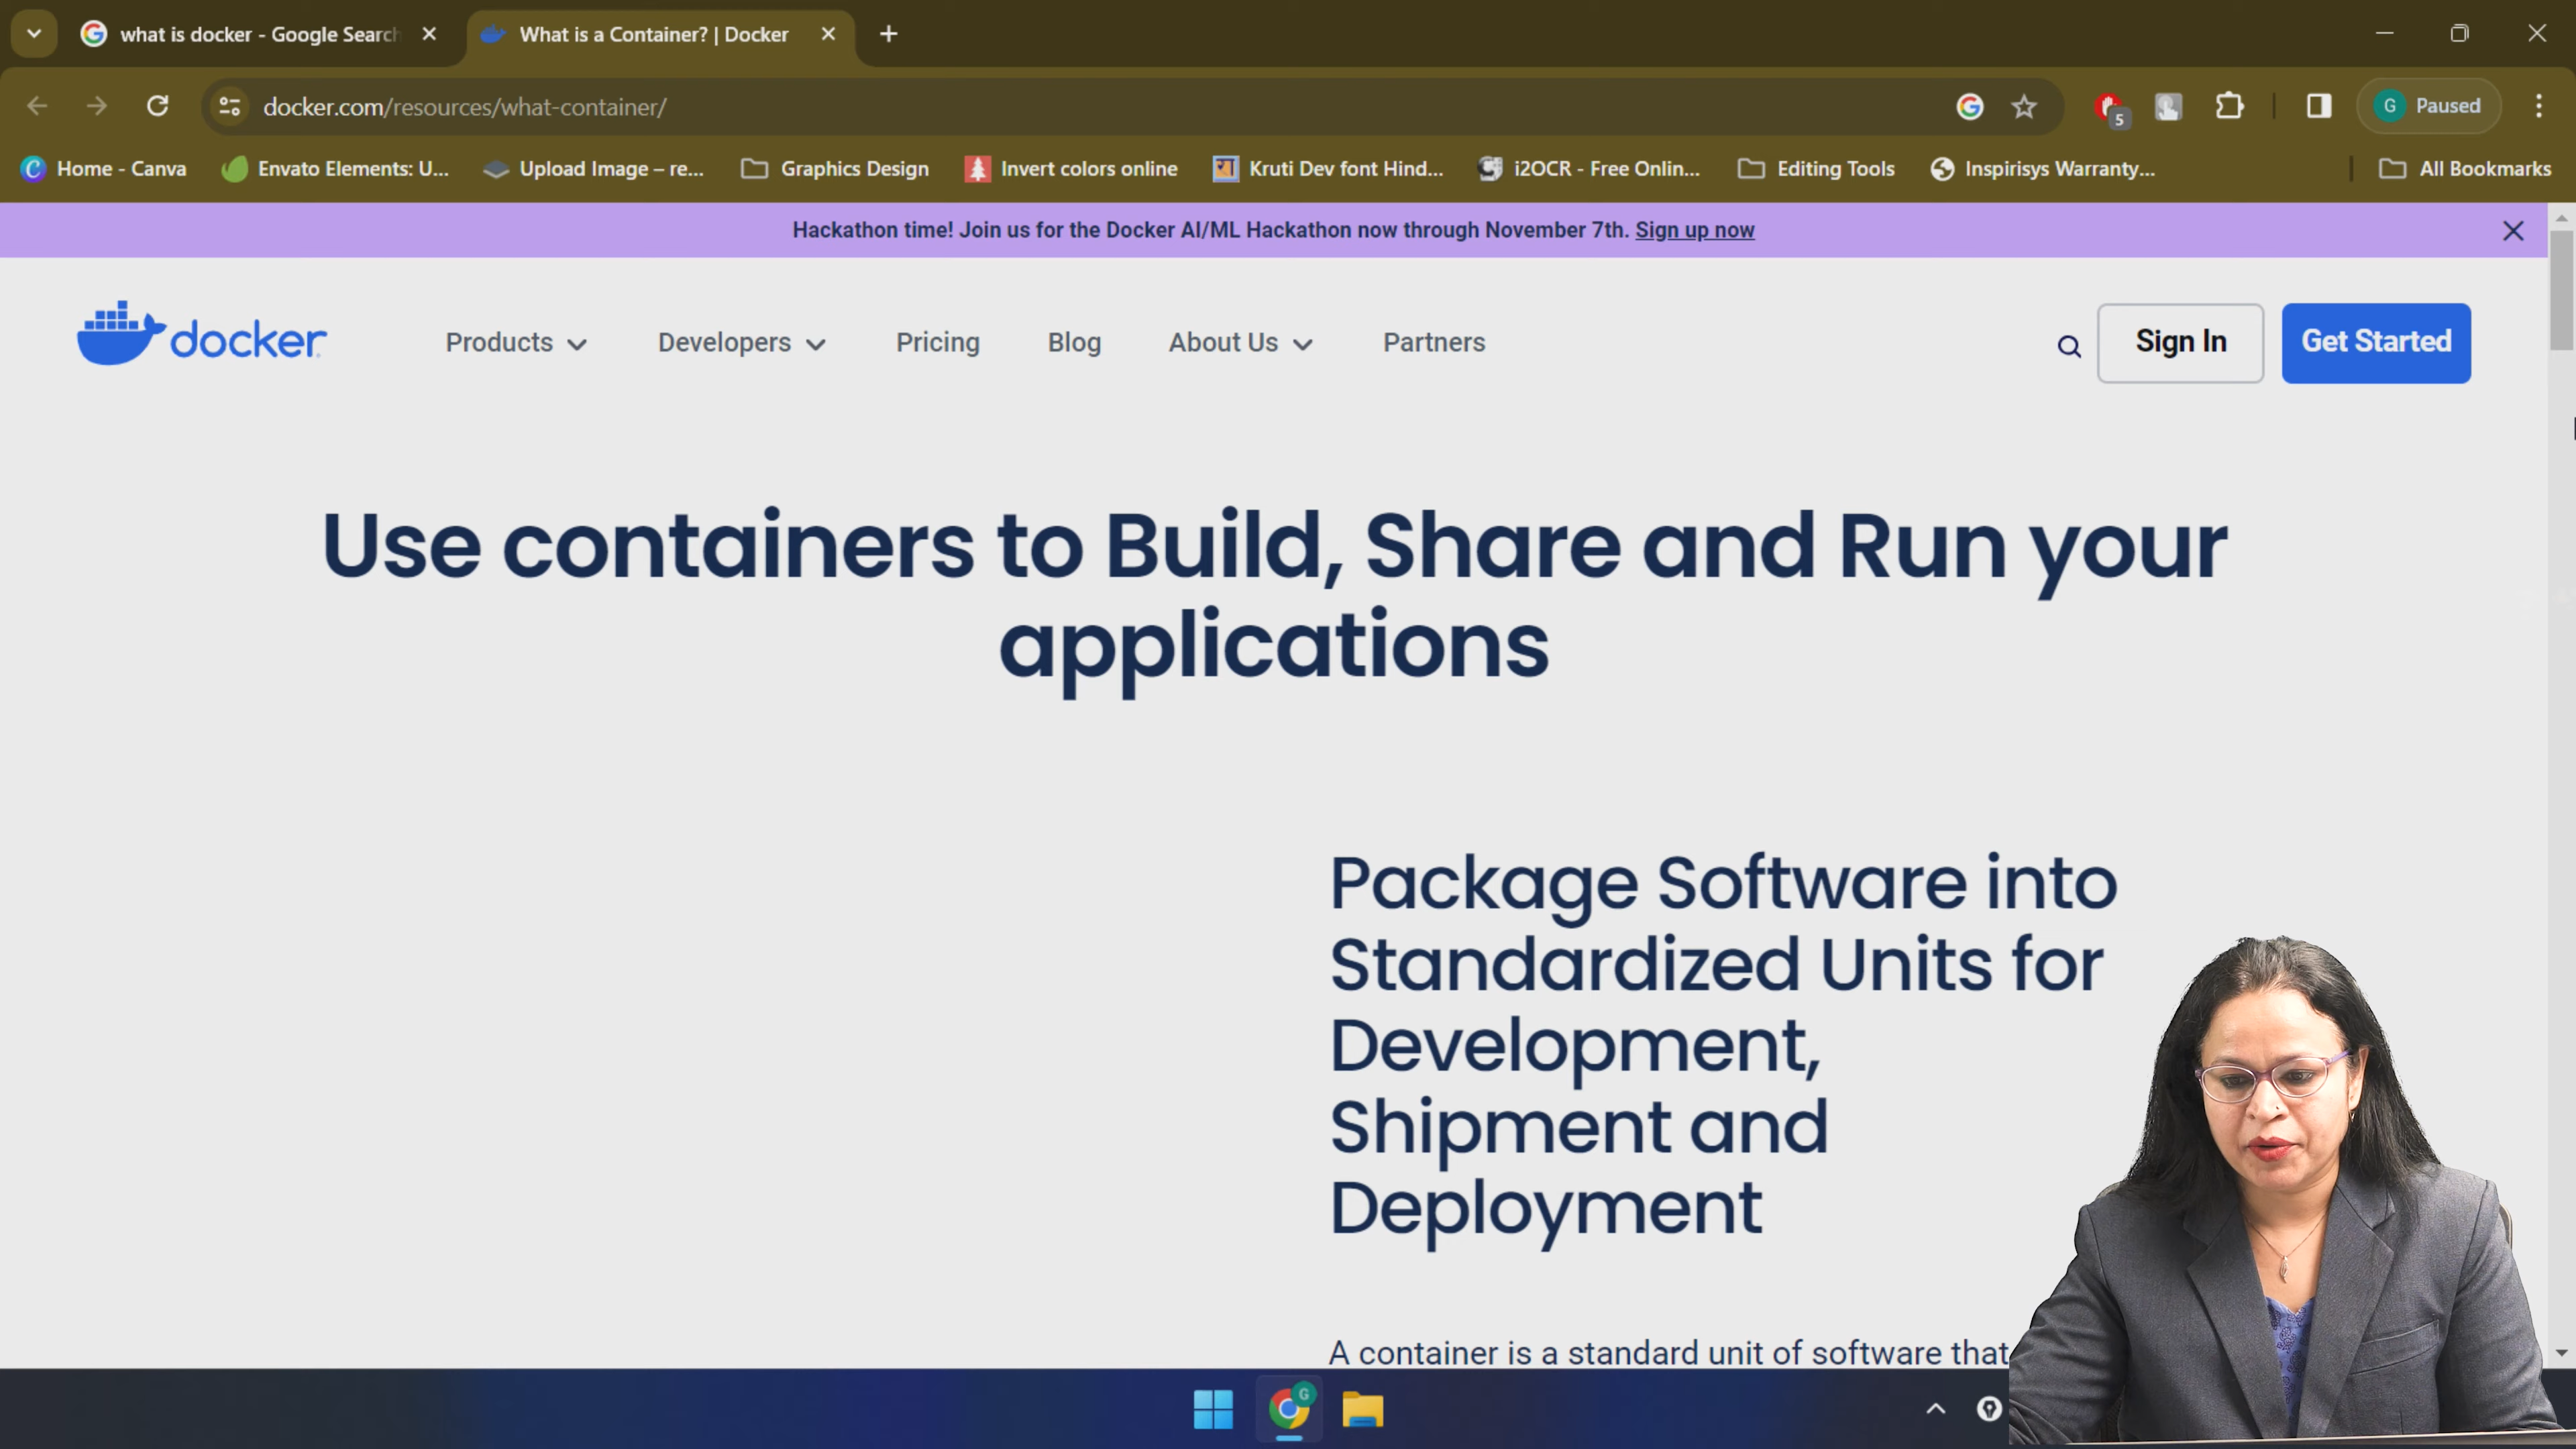 what is docker - Google Search
What is a Container? | Docker
docker.com/resources/what-container/
5
G
Paused
Home - Canva
Envato Elements: U...
Upload Image – re...
Graphics Design
Invert colors online
Kruti Dev font Hind...
i2OCR - Free Onlin...
Editing Tools
Inspirisys Warranty...
All Bookmarks
Hackathon time! Join us for the Docker AI/ML Hackathon now through November 7th. Sign up now
docker
Products
Developers
Pricing
Blog
About Us
Partners
Sign In
Get Started
Use containers to Build, Share and Run your
applications
Package Software into
Standardized Units for
Development,
Shipment and
Deployment
A container is a standard unit of software that
G